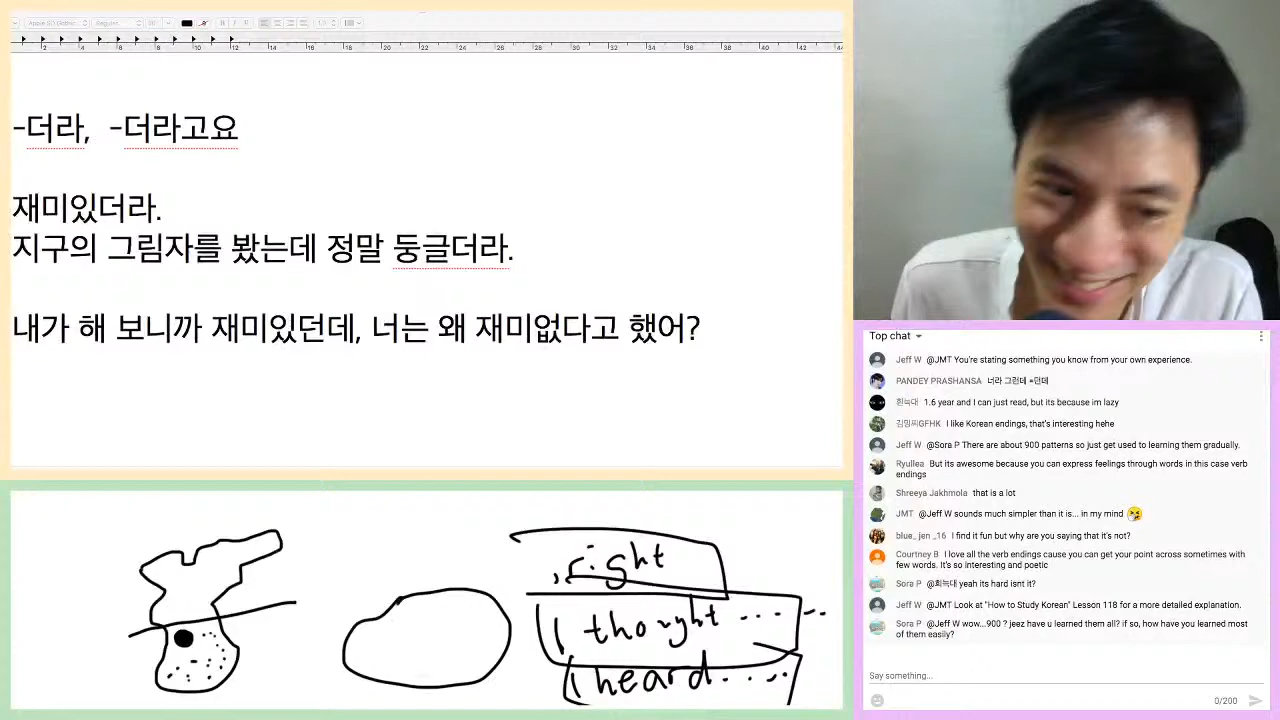 -더라, -더라고요
재미있더라.
지구의 그림자를 봤는데 정말 둥글더라.
내가 해 보니까 재미있던데, 너는 왜 재미없다고 했어?
, right
I thought ....
I heard....
Top chat
Jeff W @JMT You're stating something you know from your own experience.
PANDEY PRASHANSA 너라 그런데 =던데
흰늑대 1.6 year and I can just read, but its because im lazy
I like Korean endings, that's interesting hehe
Jeff W @Sora P There are about 900 patterns so just get used to learning them gradually.
Ryullea But its awesome because you can express feelings through words in this case verb
endings
Shreeya Jakhmola that is a lot
JMT @Jeff W sounds much simpler than it is... in my mind
blue_ jen _16 I find it fun but why are you saying that it's not?
Courtney B I love all the verb endings cause you can get your point across sometimes with
few words. It's so interesting and poetic
Sora P @흰늑대 yeah its hard isnt it?
Jeff W @JMT Look at "How to Study Korean" Lesson 118 for a more detailed explanation.
Sora P @Jeff W wow...900 ? jeez have u learned them all? if so, how have you learned most
of them easily?
Say something...
0/200